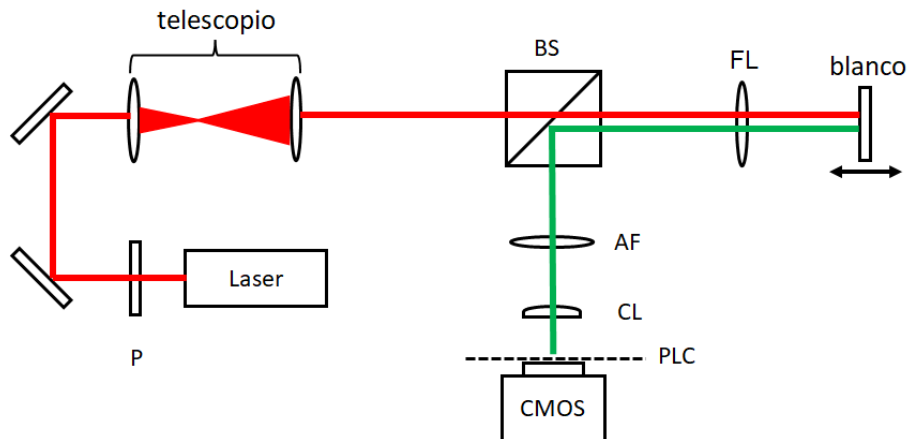 telescopio
BS
FL
blanco
AF
Laser
CL
P
PLC
CMOS